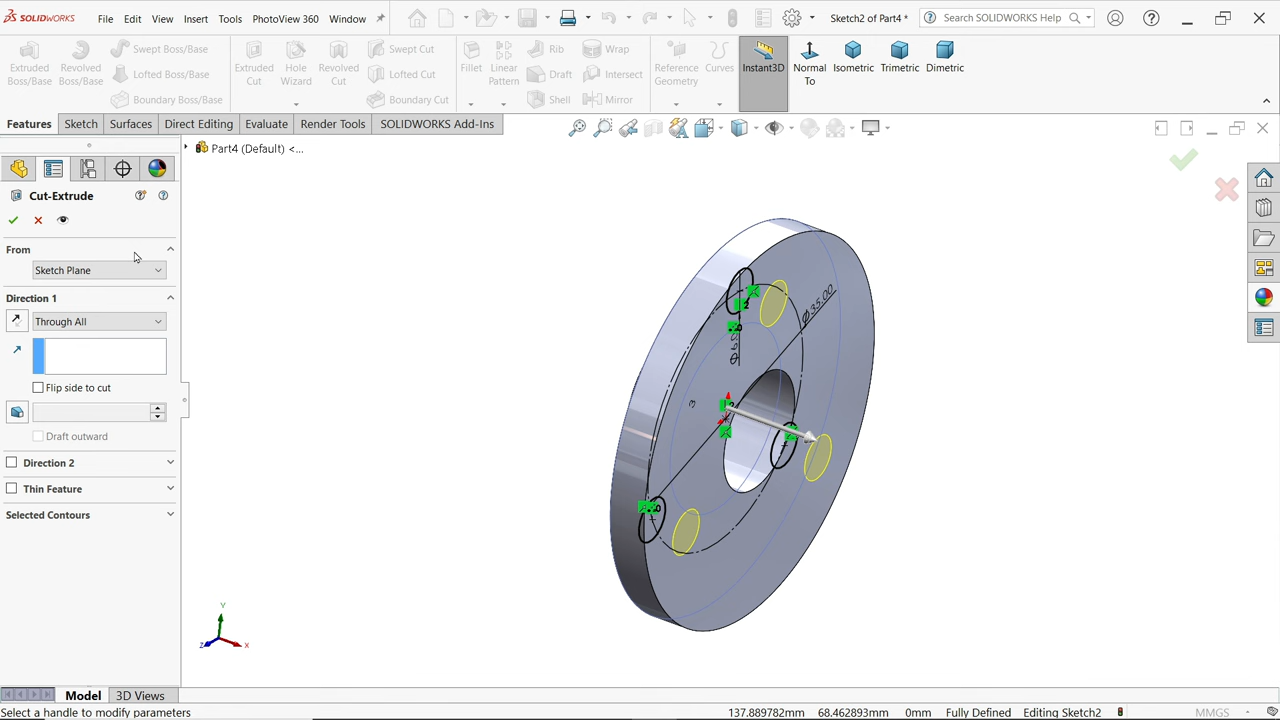 SOLIDWORKS File Edit View Insert Tools PhotoView 360 Window Sketch2 of Part4 * Search SOLIDWORKS Help
Extruded Boss/Base Revolved Boss/Base Swept Boss/Base Lofted Boss/Base Boundary Boss/Base Extruded Cut Hole Wizard Revolved Cut Swept Cut Lofted Cut Boundary Cut Fillet Linear Pattern Rib Draft Shell Wrap Intersect Mirror Reference Geometry Curves Instant3D Normal To Isometric Trimetric Dimetric
Features Sketch Surfaces Direct Editing Evaluate Render Tools SOLIDWORKS Add-Ins
Part4 (Default) <...
Cut-Extrude
From
Sketch Plane
Direction 1
Through All
Flip side to cut
Draft outward
Direction 2
Thin Feature
Selected Contours
Ø35.00
3
Y
Z
X
Model 3D Views
Select a handle to modify parameters 137.889782mm 68.462893mm 0mm Fully Defined Editing Sketch2 MMGS